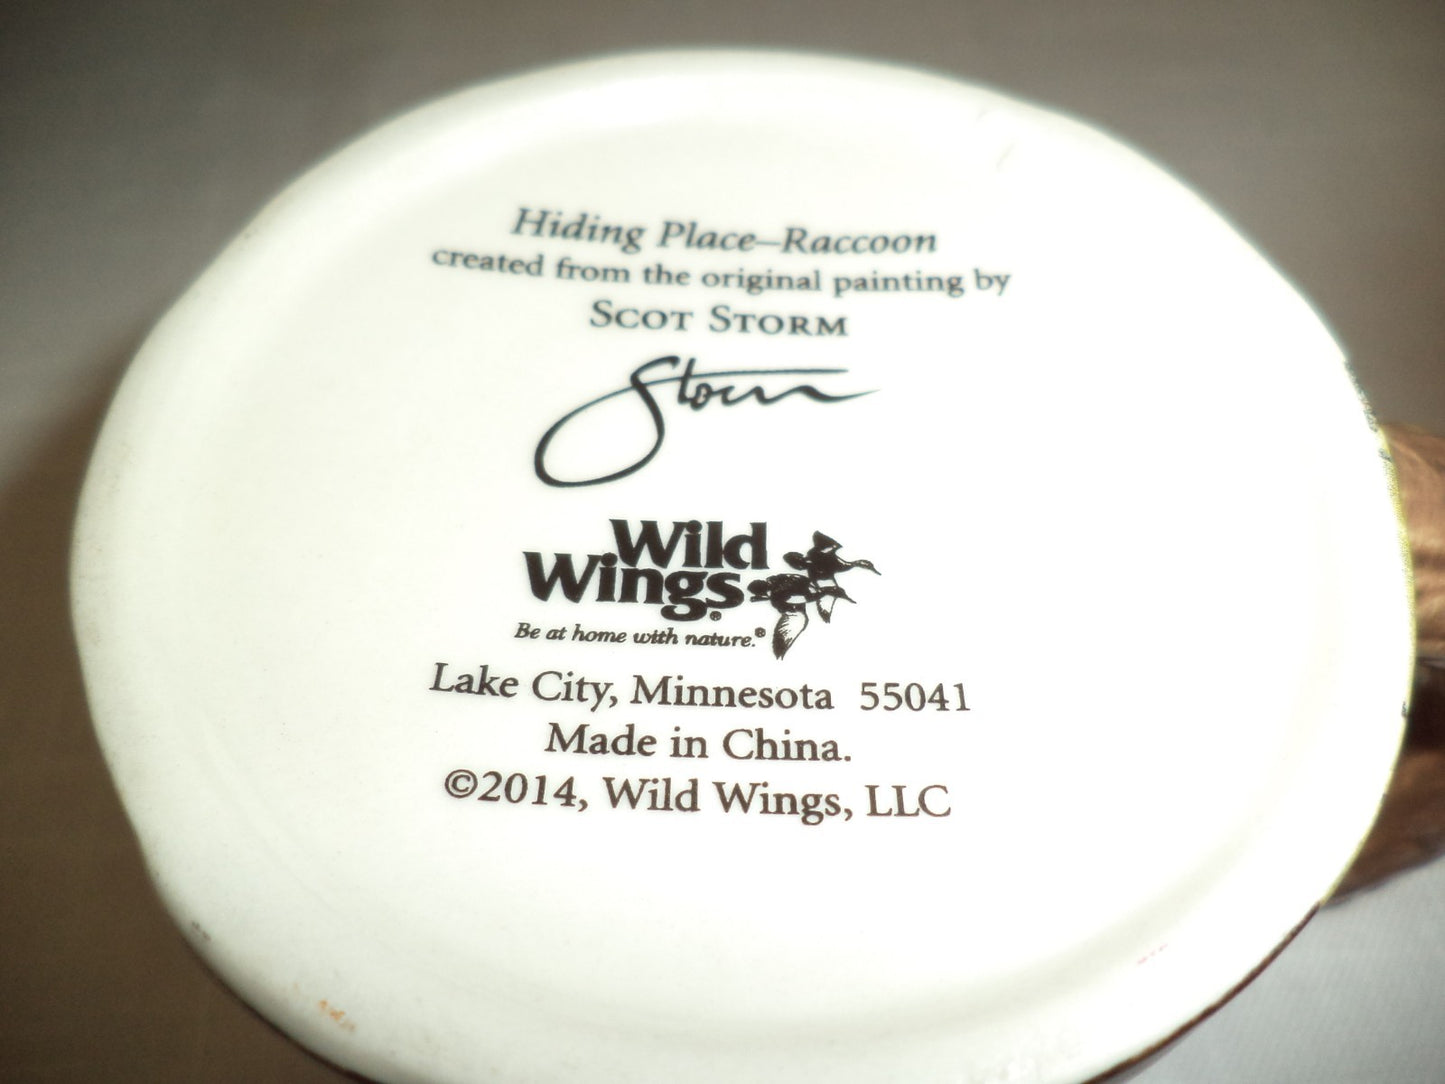 Hiding Place–Raccoon
created from the original painting by
SCOT STORM
Storm
Wild
Wings®
Be at home with nature.®
Lake City, Minnesota 55041
Made in China.
©2014, Wild Wings, LLC